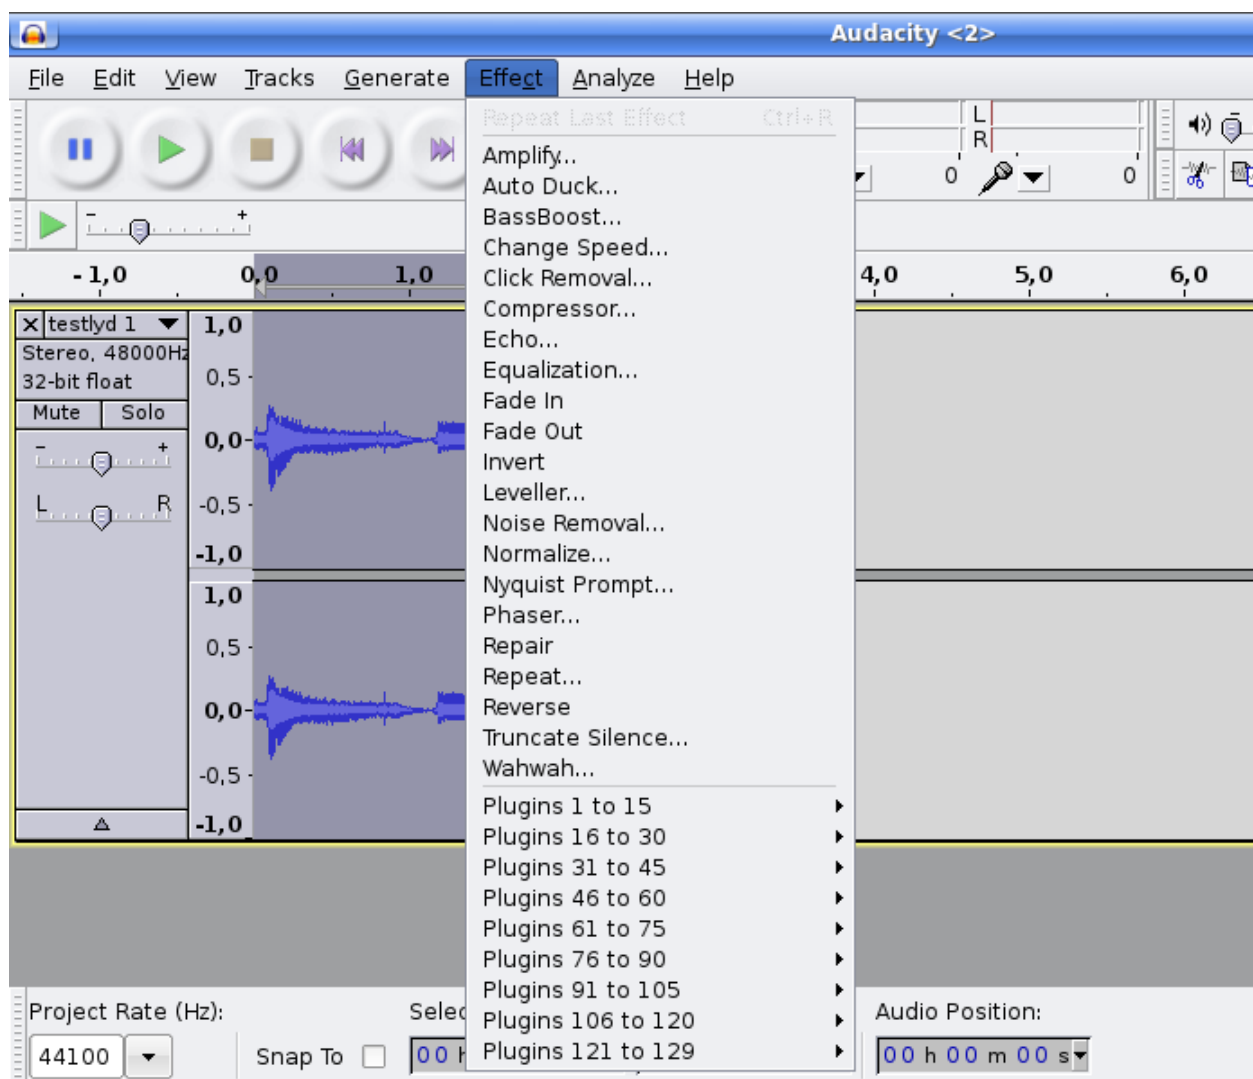 Audacity <2>
File Edit View Tracks Generate Effect Analyze Help
Repeat Last Effect Ctrl+R
Amplify...
Auto Duck...
BassBoost...
Change Speed...
Click Removal...
Compressor...
Echo...
Equalization...
Fade In
Fade Out
Invert
Leveller...
Noise Removal...
Normalize...
Nyquist Prompt...
Phaser...
Repair
Repeat...
Reverse
Truncate Silence...
Wahwah...
Plugins 1 to 15
Plugins 16 to 30
Plugins 31 to 45
Plugins 46 to 60
Plugins 61 to 75
Plugins 76 to 90
Plugins 91 to 105
Plugins 106 to 120
Plugins 121 to 129
L
R
0 0
- +
- 1,0 0,0 1,0 4,0 5,0 6,0
testlyd 1
Stereo, 48000Hz
32-bit float
Mute Solo
- +
L R
1,0
0,5
0,0
-0,5
-1,0
1,0
0,5
0,0
-0,5
-1,0
Project Rate (Hz):
44100
Snap To
Selec
00 h
Audio Position:
00 h 00 m 00 s